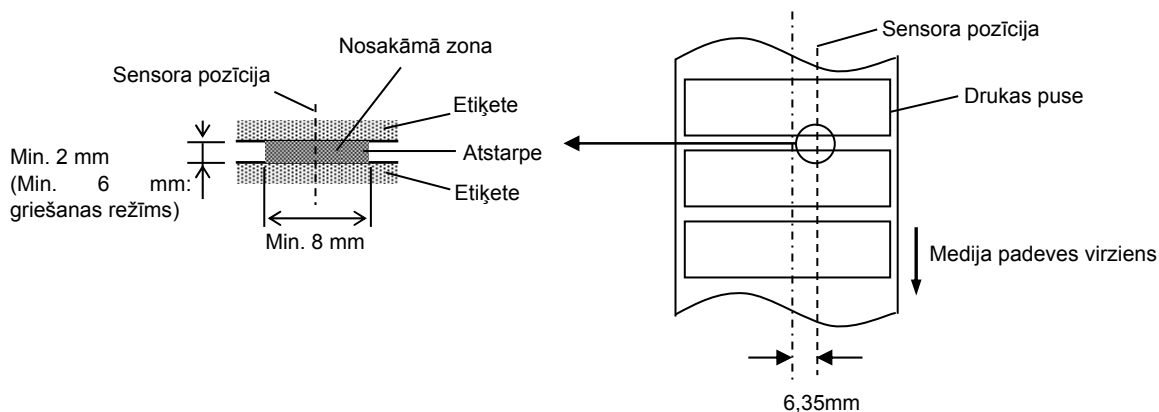 Nosakāmā zona
Sensora pozīcija
Etiķete
Atstarpe
Etiķete
Min. 2 mm
(Min. 6 mm:
griešanas režīms)
Min. 8 mm
Sensora pozīcija
Drukas puse
Medija padeves virziens
6,35mm